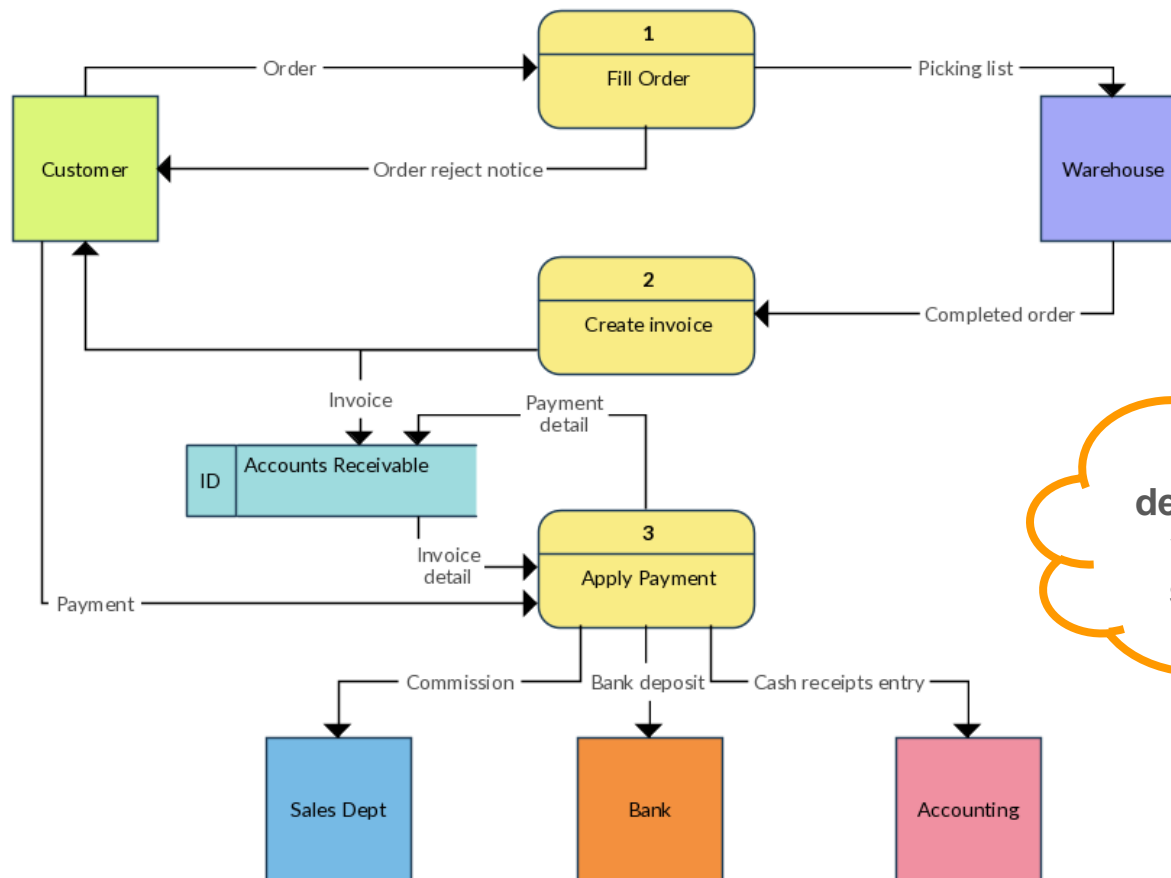 1
Order
Fill Order
Picking list
Customer
Order reject notice
Warehouse
2
Create invoice
Completed order
Invoice
Payment
detail
ID
Accounts Receivable
3
Invoice
detail
Apply Payment
Payment
Commission
Bank deposit
Cash receipts entry
Sales Dept
Bank
Accounting